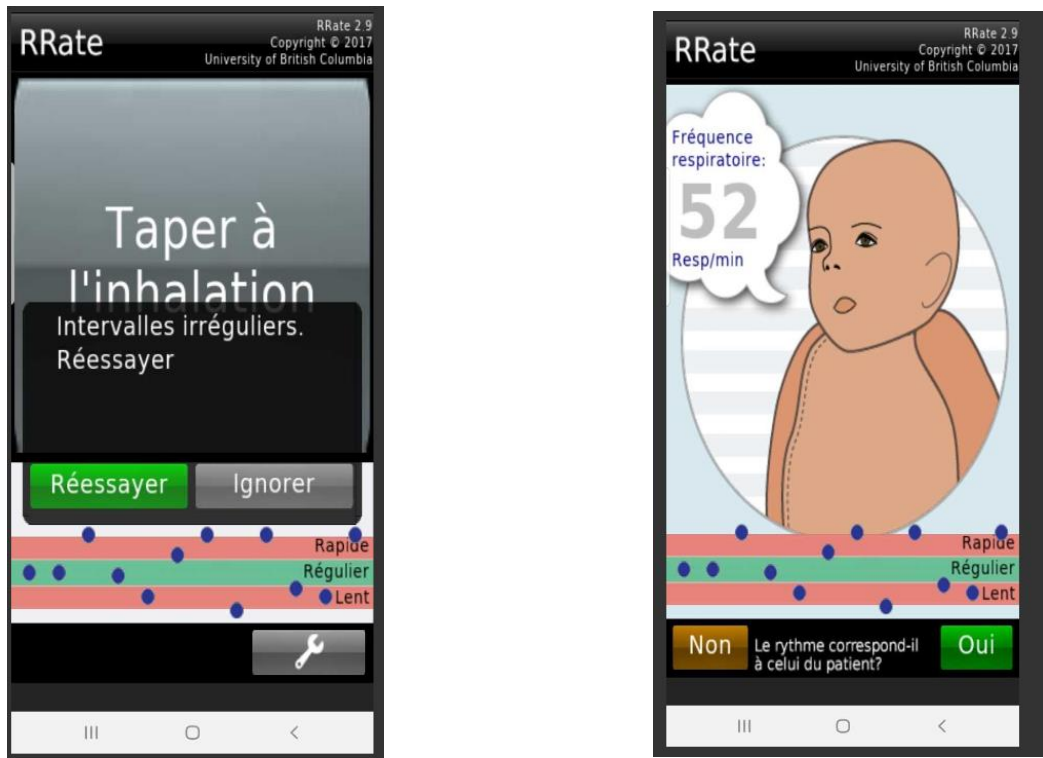 RRate
RRate 2.9
Copyright © 2017
University of British Columbia
Taper à
l'inhalation
Intervalles irréguliers.
Réessayer
Réessayer
Ignorer
Rapide
Régulier
Lent
RRate
RRate 2.9
Copyright © 2017
University of British Columbia
Fréquence
respiratoire:
52
Resp/min
Rapide
Régulier
Lent
Non
Le rythme correspond-il
à celui du patient?
Oui